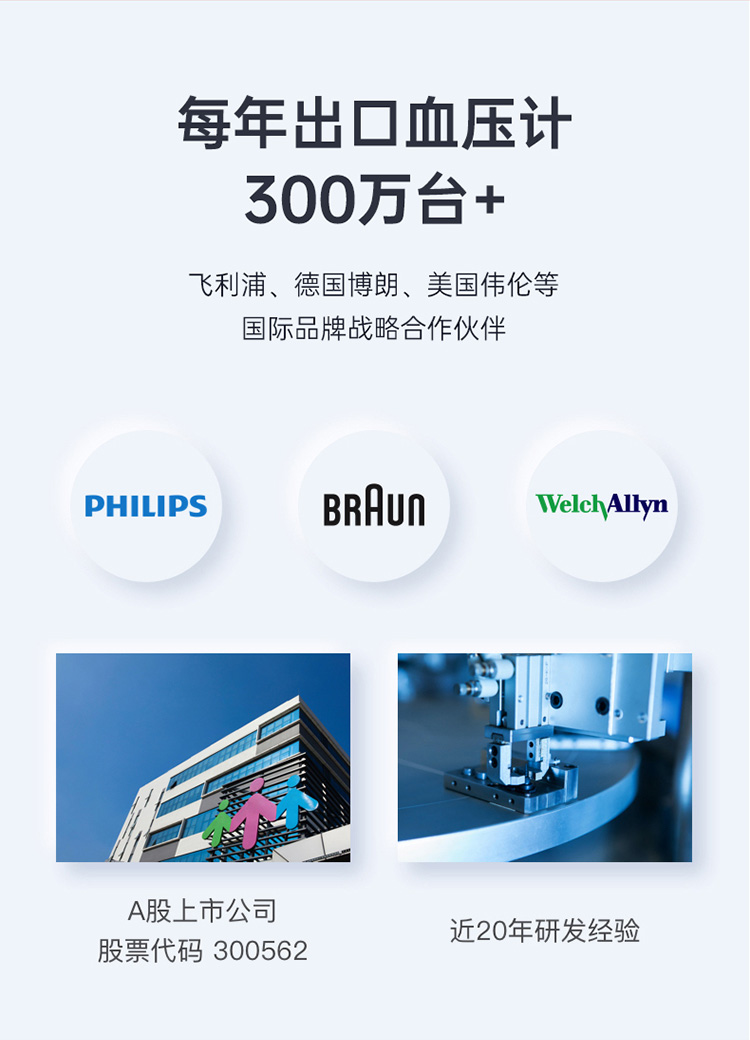 每年出口血压计
300万台+
飞利浦、德国博朗、美国伟伦等
国际品牌战略合作伙伴
PHILIPS
BRAUN
WelchAllyn
A股上市公司
股票代码 300562
近20年研发经验